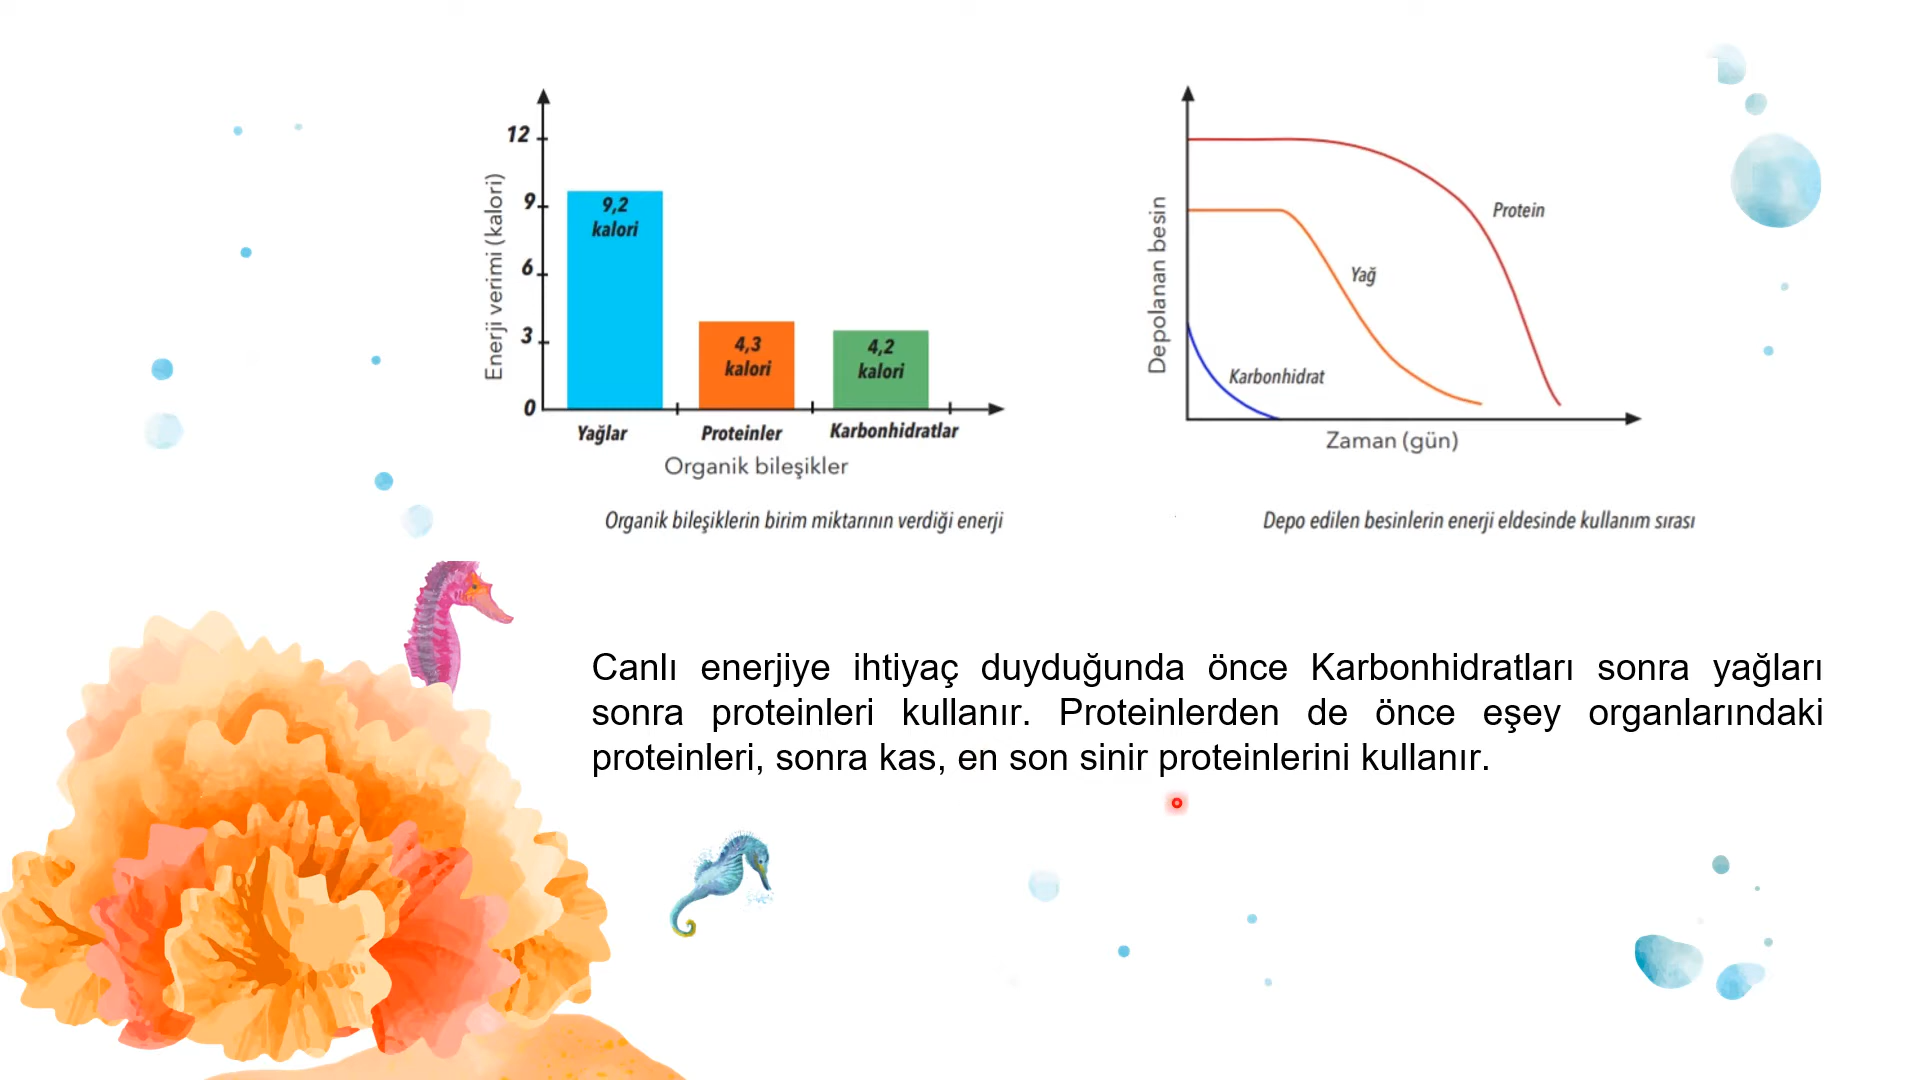 12
9
6
3
0
Enerji verimi (kalori)
9,2
kalori
4,3
kalori
4,2
kalori
Yağlar
Proteinler
Karbonhidratlar
Organik bileşikler
Organik bileşiklerin birim miktarının verdiği enerji
Depolanan besin
Protein
Yağ
Karbonhidrat
Zaman (gün)
Depo edilen besinlerin enerji eldesinde kullanım sırası
Canlı enerjiye ihtiyaç duyduğunda önce Karbonhidratları sonra yağları
sonra proteinleri kullanır. Proteinlerden de önce eşey organlarındaki
proteinleri, sonra kas, en son sinir proteinlerini kullanır.